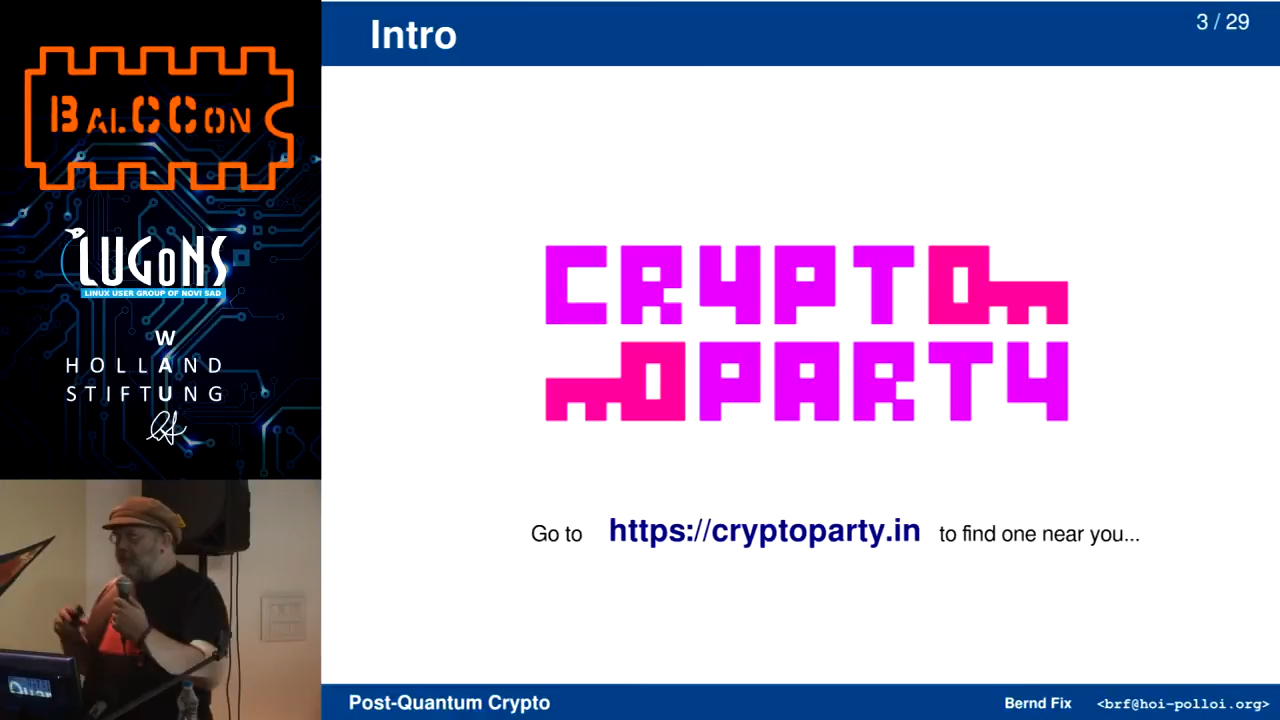 BALCCON
LUGONS
LINUX USER GROUP OF NOVI SAD
W
HOLLAND
STIFTUNG
Intro
3 / 29
CRYPTO
PARTY
Go to https://cryptoparty.in to find one near you...
Post-Quantum Crypto
Bernd Fix <brf@hoi-polloi.org>